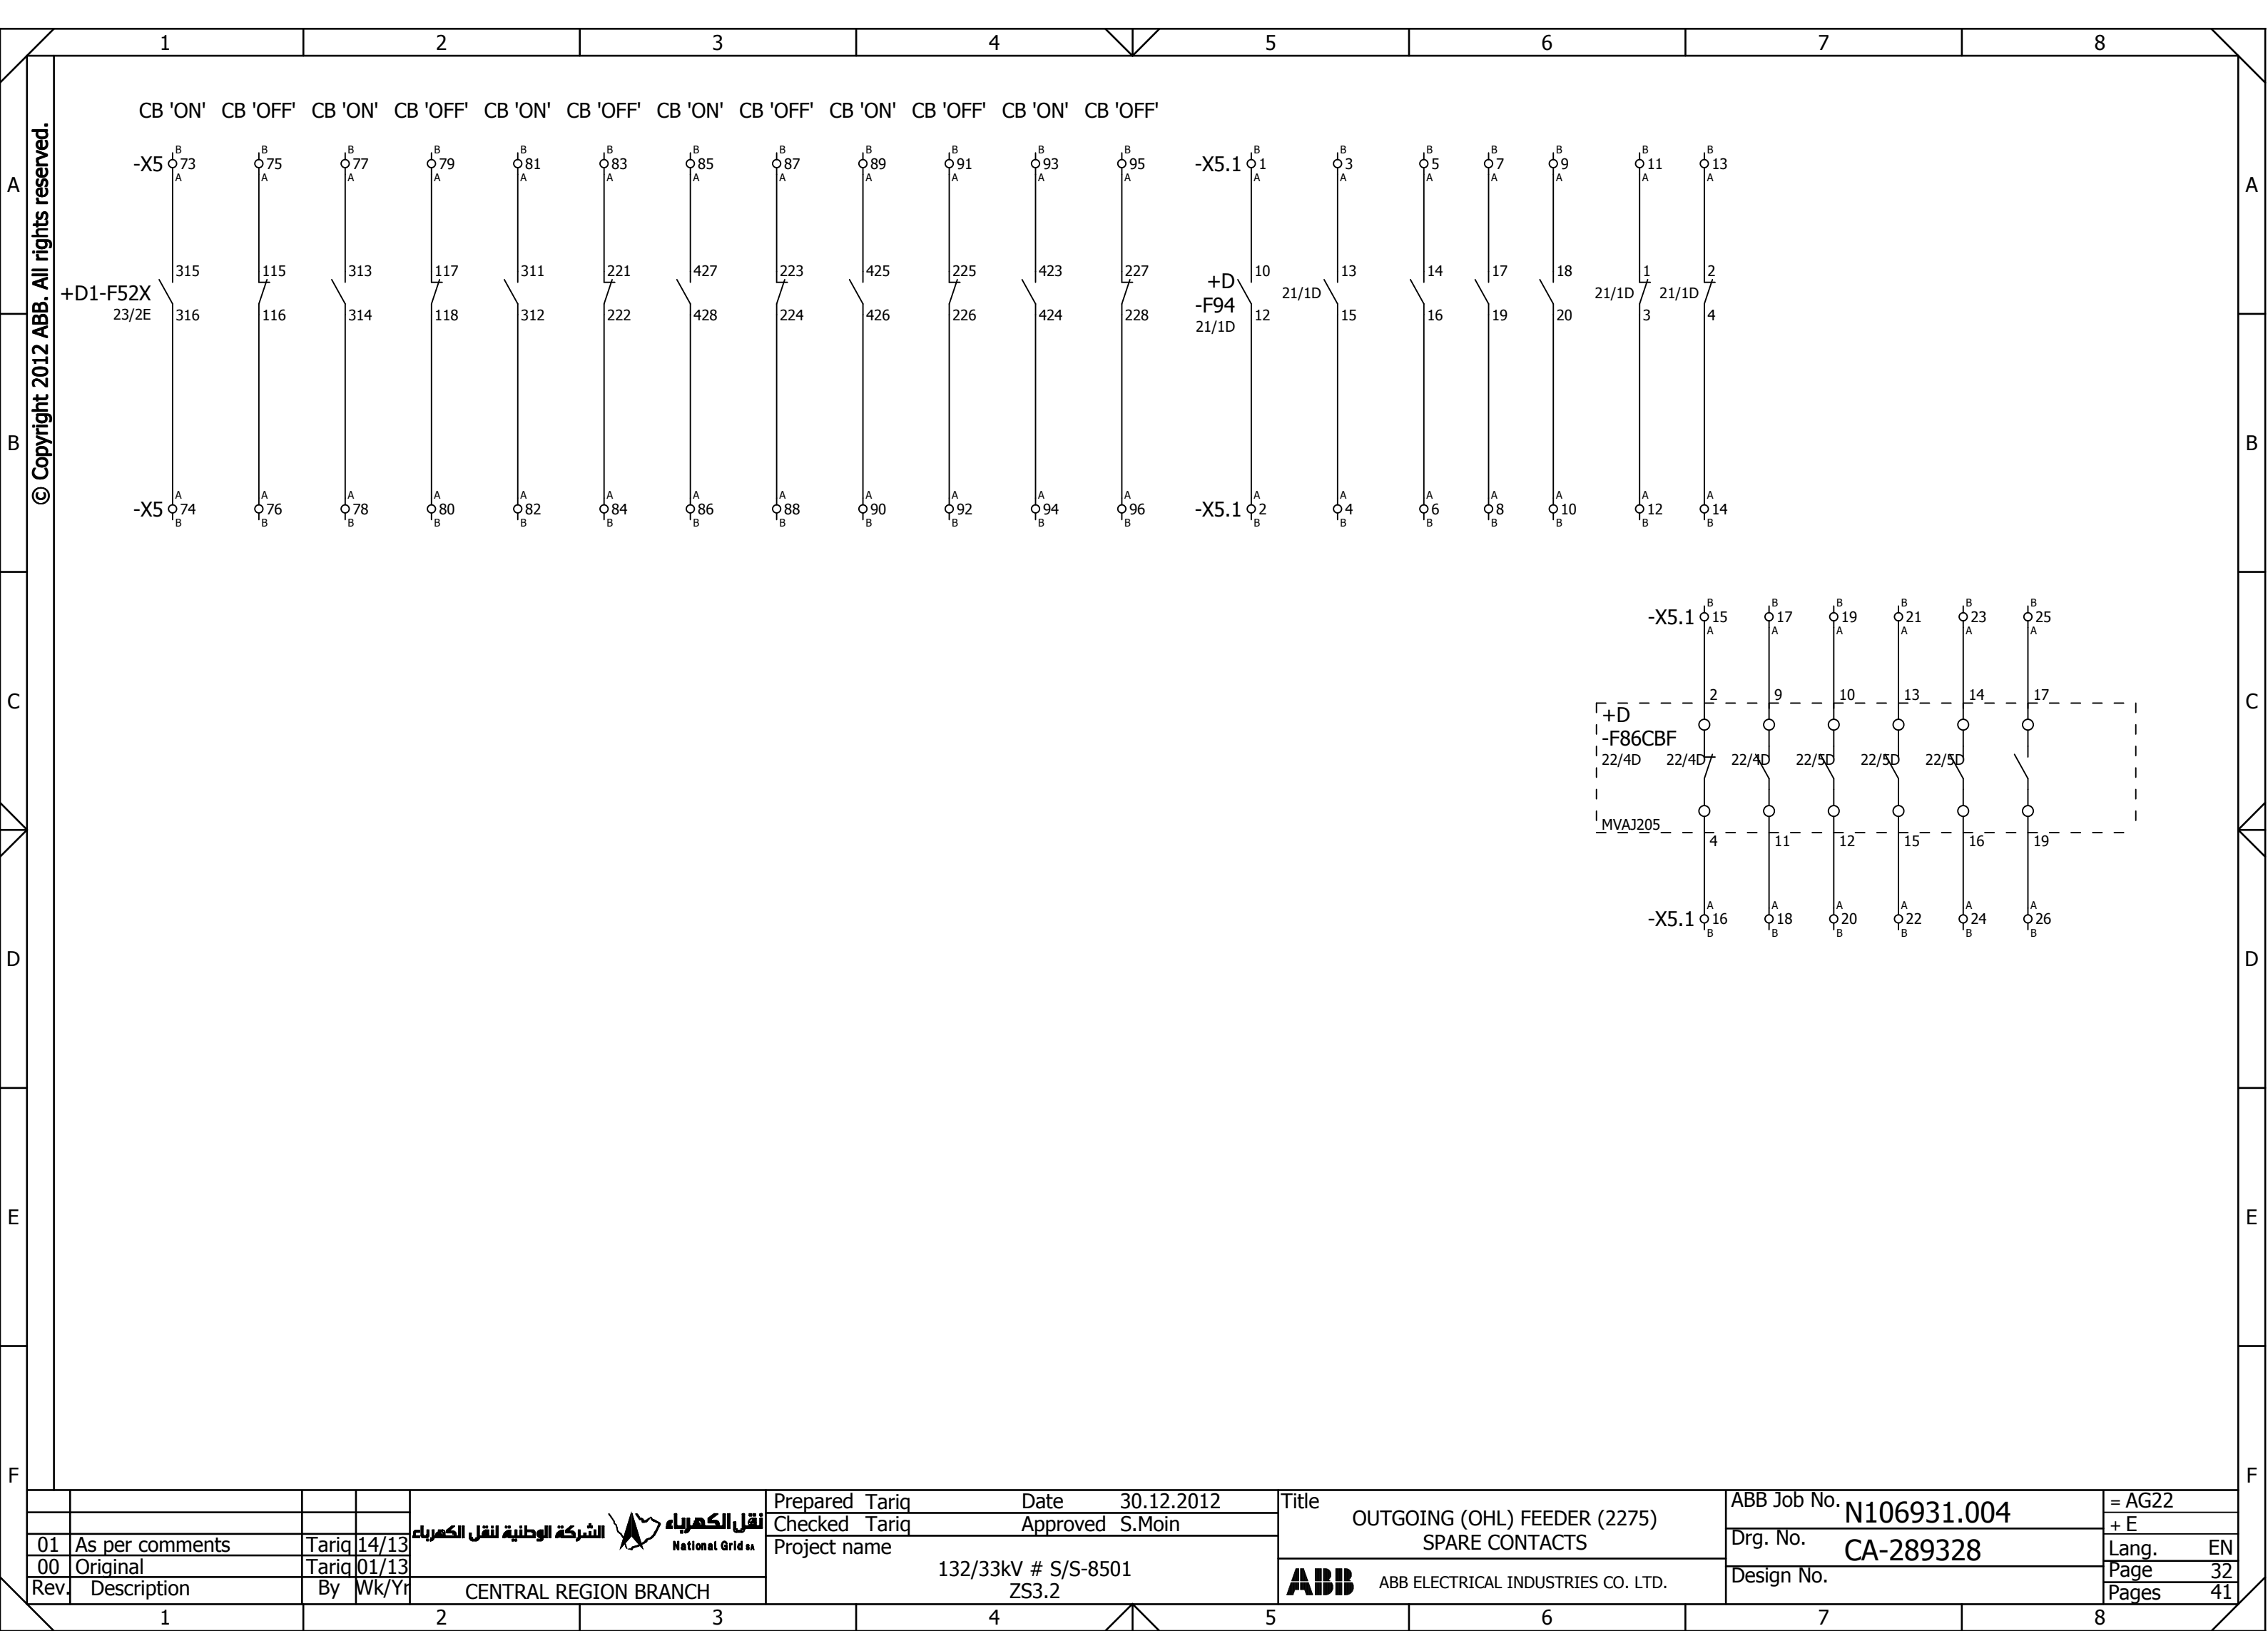 1 2 3 4 5 6 7 8
© Copyright 2012 ABB. All rights reserved.
CB 'ON' CB 'OFF' CB 'ON' CB 'OFF' CB 'ON' CB 'OFF' CB 'ON' CB 'OFF' CB 'ON' CB 'OFF' CB 'ON' CB 'OFF'
B B B B B B B B B B B B B B B B B B B
-X5 73 75 77 79 81 83 85 87 89 91 93 95 -X5.1 1 3 5 7 9 11 13
A A A A A A A A A A A A A A A A A A A
A A
315 115 313 117 311 221 427 223 425 225 423 227 10 13 14 17 18 1 2
+D1-F52X +D 21/1D 21/1D 21/1D
-F94
23/2E 316 116 314 118 312 222 428 224 426 226 424 228 12 15 16 19 20 3 4
21/1D
B B
A A A A A A A A A A A A A A A A A A A
-X5 74 76 78 80 82 84 86 88 90 92 94 96 -X5.1 2 4 6 8 10 12 14
B B B B B B B B B B B B B B B B B B B
B B B B B B
-X5.1 15 17 19 21 23 25
A A A A A A
C C
2 9 10 13 14 17
+D
-F86CBF
22/4D 22/4D 22/4D 22/5D 22/5D 22/5D
MVAJ205
4 11 12 15 16 19
A A A A A A
-X5.1 16 18 20 22 24 26
B B B B B B
D D
E E
F F
01 As per comments Tariq 14/13
00 Original Tariq 01/13
Rev. Description By Wk/Yr
الشركة الوطنية لنقل الكهرباء
نقل الكهرباء
National Grid SA
CENTRAL REGION BRANCH
Prepared Tariq Date 30.12.2012
Checked Tariq Approved S.Moin
Project name
132/33kV # S/S-8501
ZS3.2
Title
OUTGOING (OHL) FEEDER (2275)
SPARE CONTACTS
ABB ABB ELECTRICAL INDUSTRIES CO. LTD.
ABB Job No. N106931.004
Drg. No. CA-289328
Design No.
= AG22
+ E
Lang. EN
Page 32
Pages 41
1 2 3 4 5 6 7 8